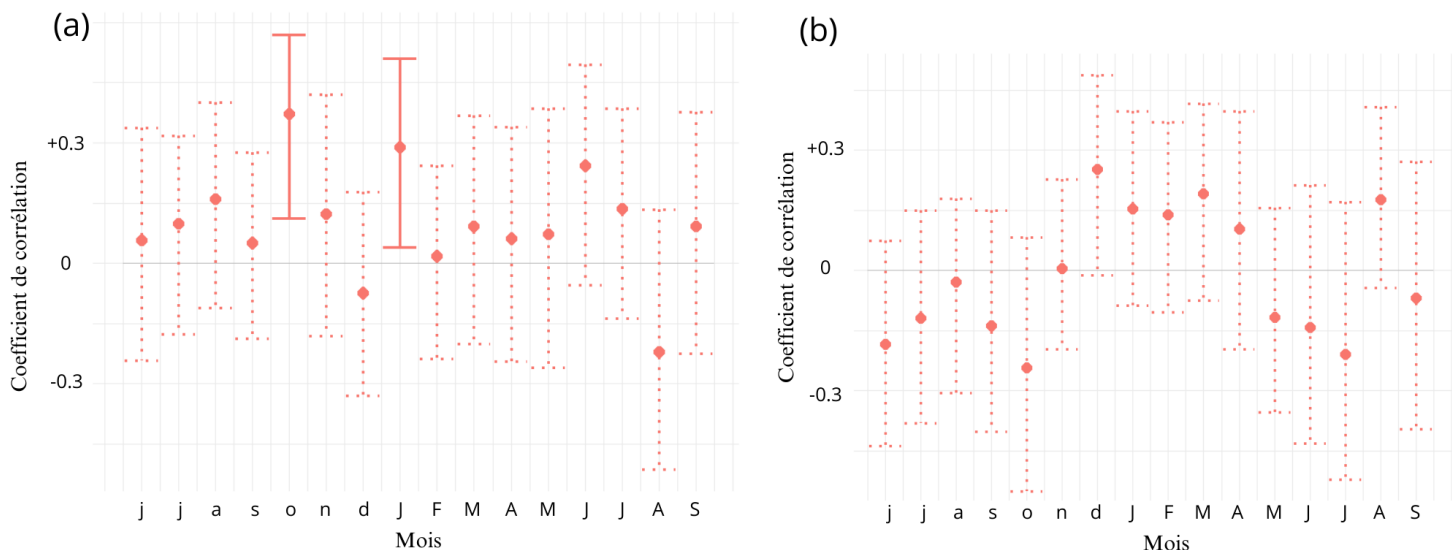 (a)
Coefficient de corrélation
+0.3
0
-0.3
j j a s o n d J F M A M J J A S
Mois
(b)
Coefficient de corrélation
+0.3
0
-0.3
j j a s o n d J F M A M J J A S
Mois